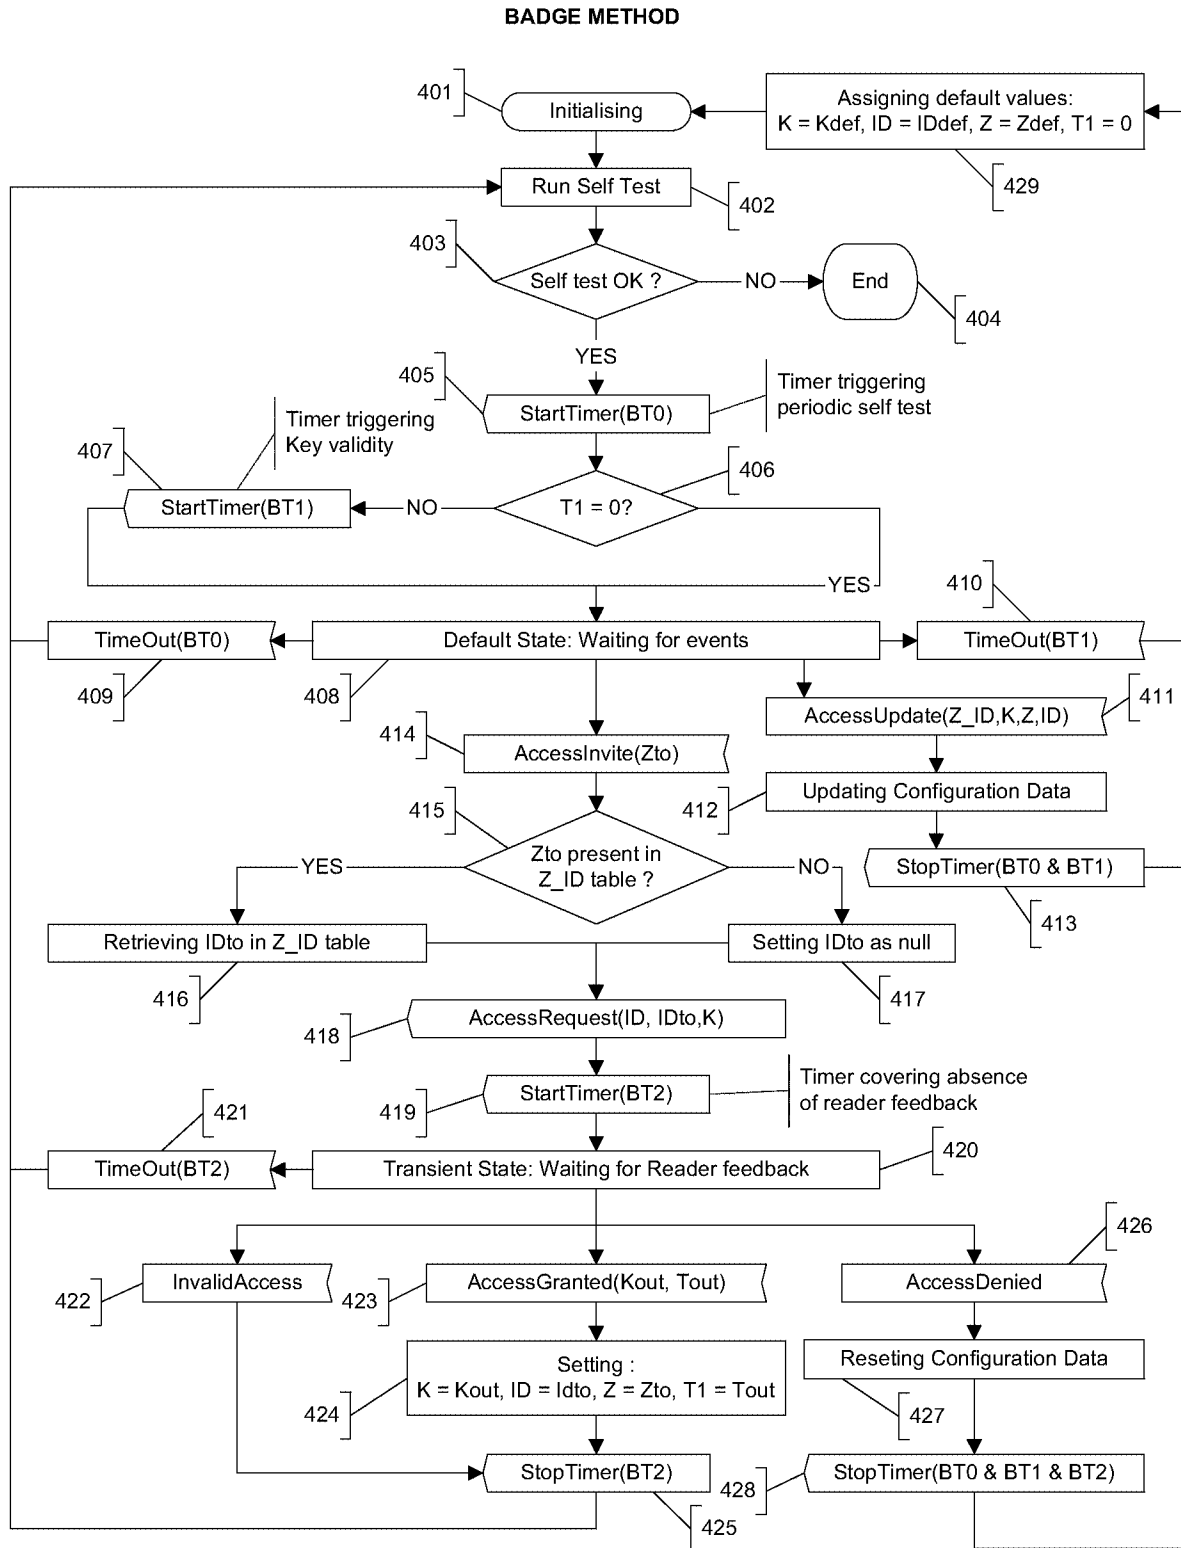 BADGE METHOD
401
Initialising
Assigning default values:
K = Kdef, ID = IDdef, Z = Zdef, T1 = 0
429
Run Self Test
402
403
Self test OK ?
NO
End
404
YES
405
StartTimer(BT0)
Timer triggering
periodic self test
Timer triggering
Key validity
407
StartTimer(BT1)
NO
T1 = 0?
406
YES
410
TimeOut(BT0)
Default State: Waiting for events
TimeOut(BT1)
409
408
AccessUpdate(Z_ID,K,Z,ID)
411
414
AccessInvite(Zto)
412
Updating Configuration Data
415
Zto present in
Z_ID table ?
YES
NO
StopTimer(BT0 & BT1)
413
Retrieving IDto in Z_ID table
Setting IDto as null
416
417
418
AccessRequest(ID, IDto,K)
419
StartTimer(BT2)
Timer covering absence
of reader feedback
421
TimeOut(BT2)
Transient State: Waiting for Reader feedback
420
426
InvalidAccess
AccessGranted(Kout, Tout)
AccessDenied
422
423
Setting :
K = Kout, ID = Idto, Z = Zto, T1 = Tout
424
Reseting Configuration Data
427
StopTimer(BT2)
428
StopTimer(BT0 & BT1 & BT2)
425